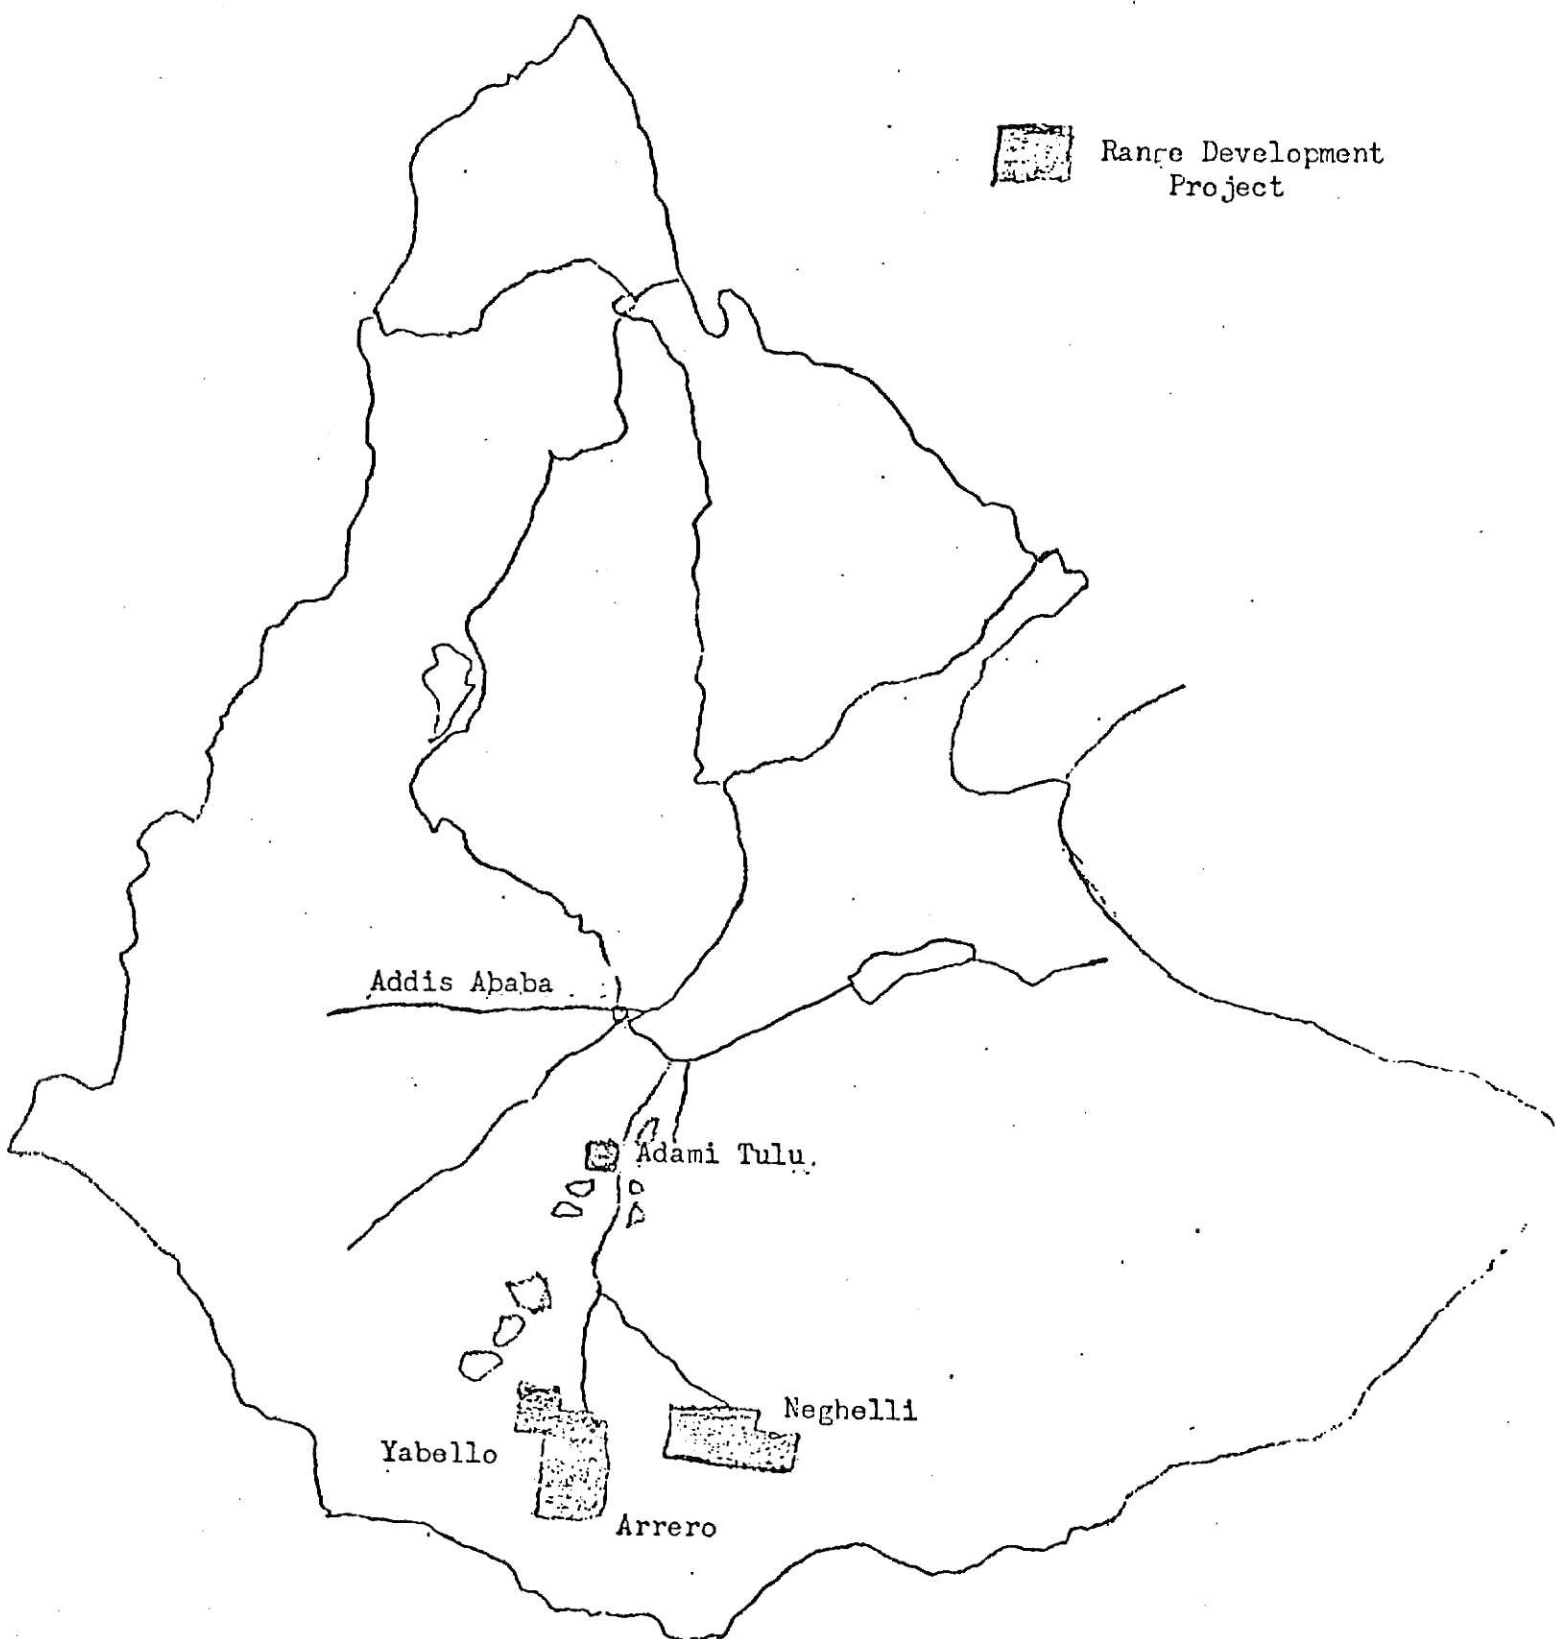 Range Development
Project
Addis Ababa
Adami Tulu
Neghelli
Yabello
Arrero